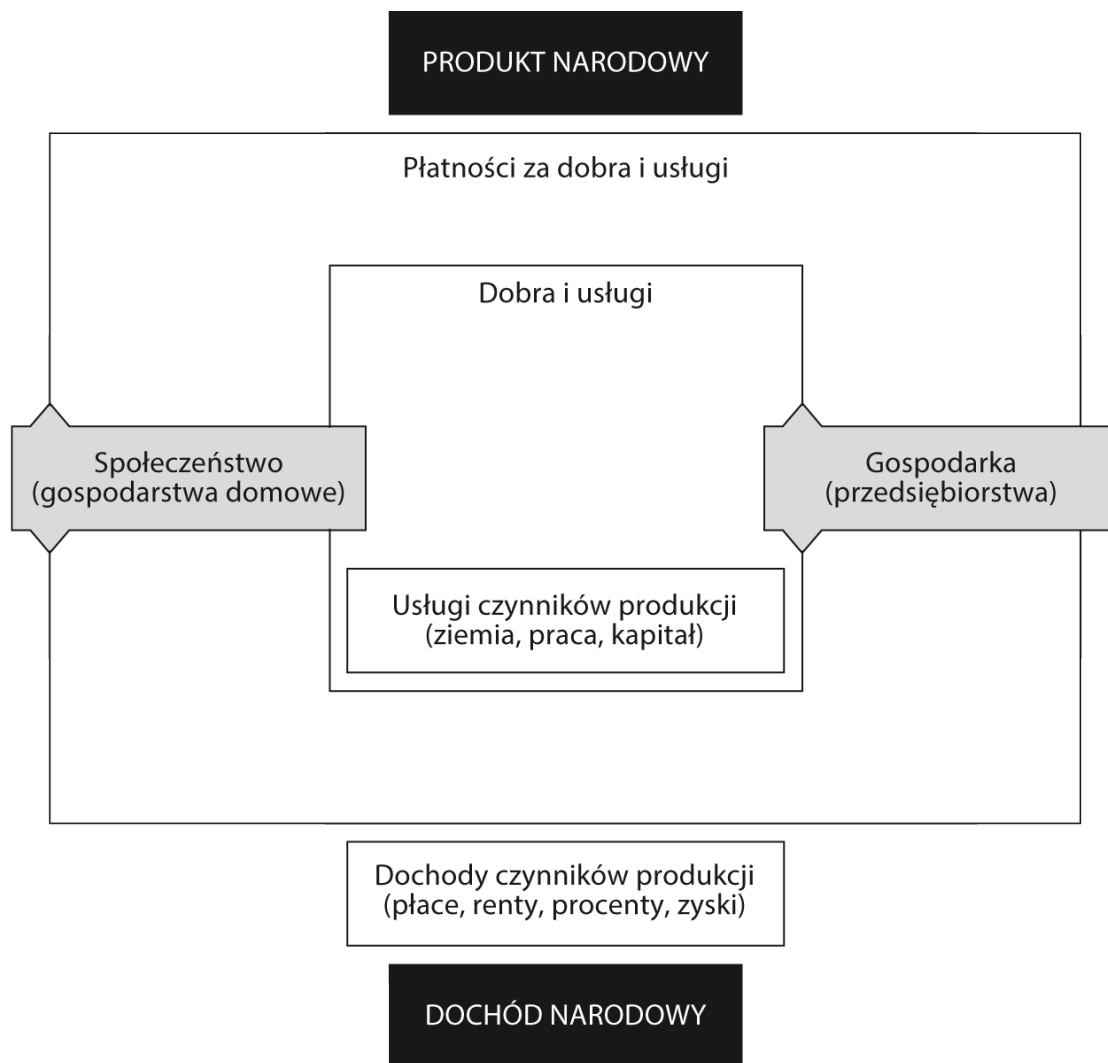 PRODUKT NARODOWY
Płatności za dobra i usługi
Dobra i usługi
Społeczeństwo
(gospodarstwa domowe)
Gospodarka
(przedsiębiorstwa)
Usługi czynników produkcji
(ziemia, praca, kapitał)
Dochody czynników produkcji
(płace, renty, procenty, zyski)
DOCHÓD NARODOWY